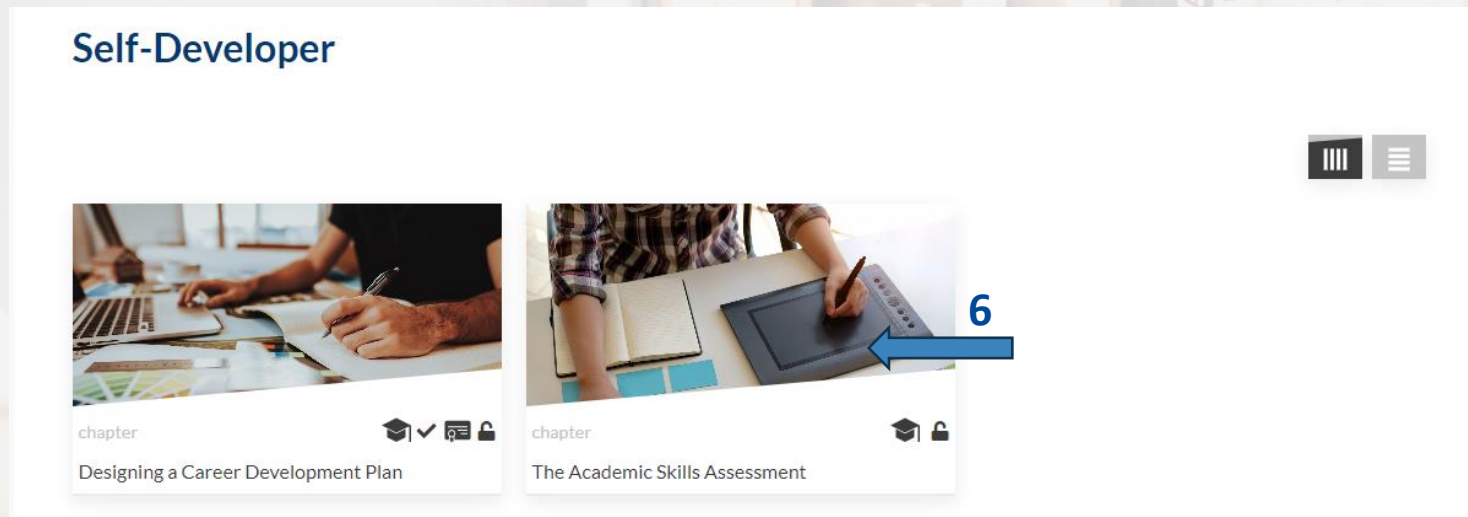 Self-Developer
6
chapter
Designing a Career Development Plan
chapter
The Academic Skills Assessment